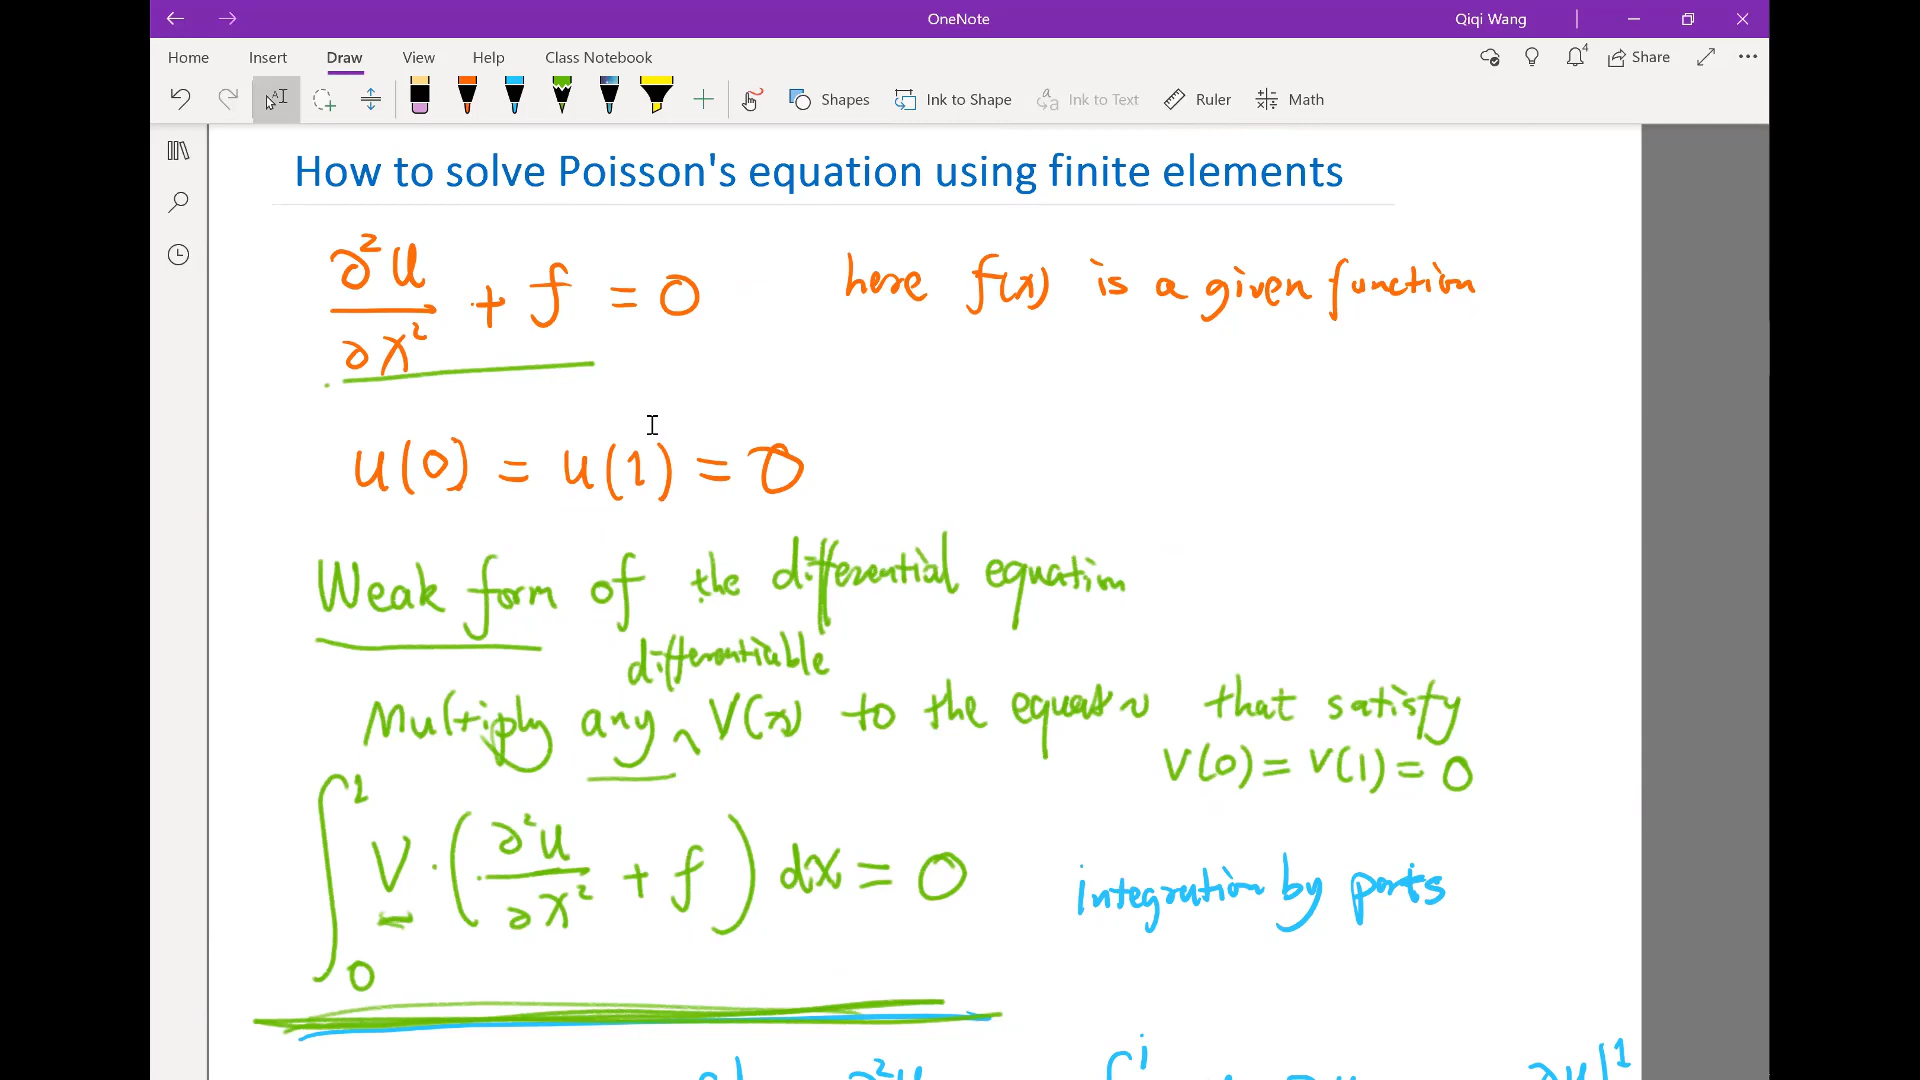 OneNote
Qiqi Wang
Home Insert Draw View Help Class Notebook
4 Share
Shapes Ink to Shape Ink to Text Ruler Math
How to solve Poisson's equation using finite elements
∂²u/∂x² + f = 0 here f(x) is a given function
u(0) = u(1) = 0
Weak form of the differential equation
differentiable
Multiply any ^ V(x) to the equation that satisfy
V(0) = V(1) = 0
∫₀¹ V · (∂²u/∂x² + f) dx = 0 integration by parts